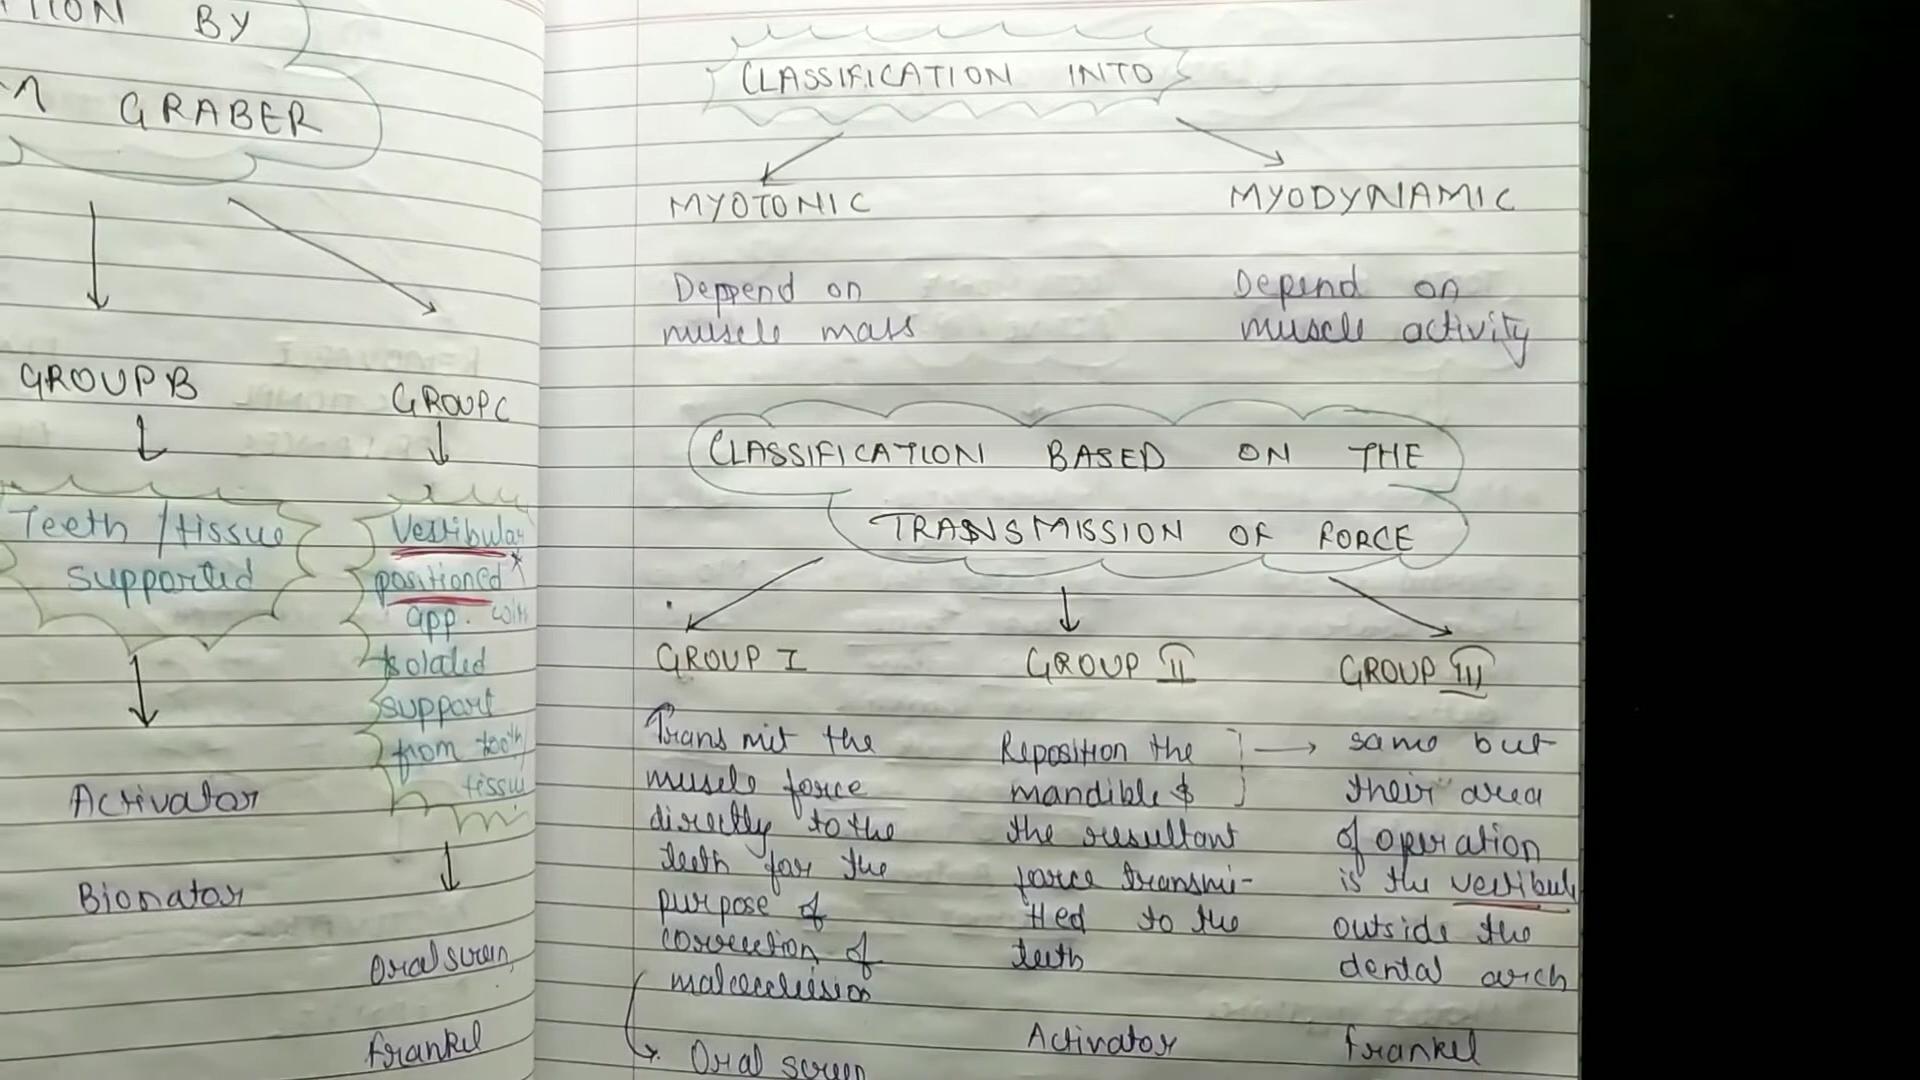 TION BY
GRABER
GROUP B
GROUP C
Teeth / tissue
supported
Vestibular
positioned *
app. with
isolated
support
from tooth/
tissue
Activator
Bionator
Oral screen,
Frankel
CLASSIFICATION INTO
MYOTONIC
MYODYNAMIC
Deppend on
muscle mass
Depend on
muscle activity
CLASSIFICATION BASED ON THE
TRANSMISSION OF FORCE
GROUP I
GROUP II
GROUP III
Transmit the
muscle force
directly to the
teeth for the
purpose of
correction of
malocclusion
Oral screen
Reposition the
mandible &
the resultant
force transmi-
tted to the
teeth
Activator
same but
their area
of operation
is the vestibul
outside the
dental arch
Frankel